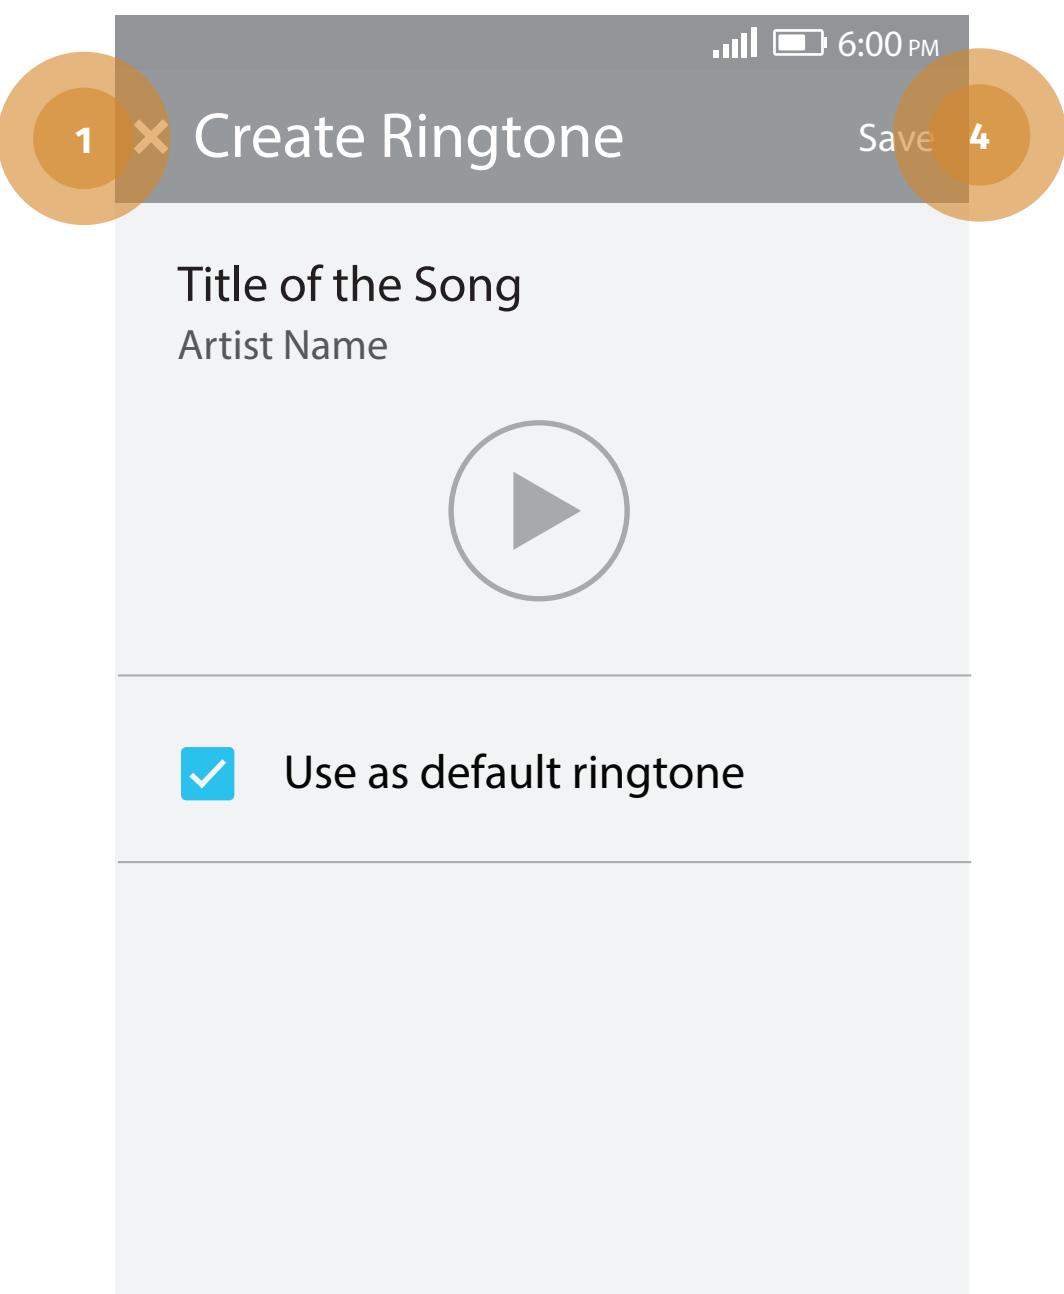 6:00 PM
1 Create Ringtone Save 4
Title of the Song
Artist Name
Use as default ringtone